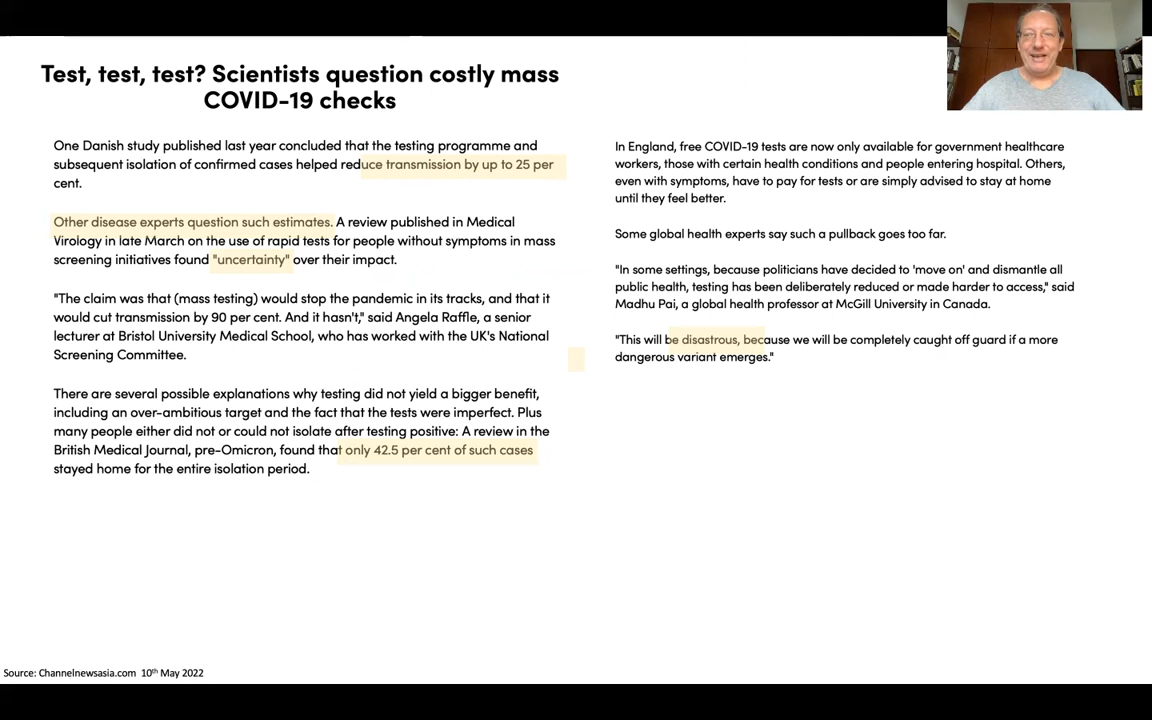 Test, test, test? Scientists question costly mass
COVID-19 checks
One Danish study published last year concluded that the testing programme and
subsequent isolation of confirmed cases helped reduce transmission by up to 25 per
cent.
Other disease experts question such estimates. A review published in Medical
Virology in late March on the use of rapid tests for people without symptoms in mass
screening initiatives found "uncertainty" over their impact.
"The claim was that (mass testing) would stop the pandemic in its tracks, and that it
would cut transmission by 90 per cent. And it hasn't," said Angela Raffle, a senior
lecturer at Bristol University Medical School, who has worked with the UK's National
Screening Committee.
There are several possible explanations why testing did not yield a bigger benefit,
including an over-ambitious target and the fact that the tests were imperfect. Plus
many people either did not or could not isolate after testing positive: A review in the
British Medical Journal, pre-Omicron, found that only 42.5 per cent of such cases
stayed home for the entire isolation period.
In England, free COVID-19 tests are now only available for government healthcare
workers, those with certain health conditions and people entering hospital. Others,
even with symptoms, have to pay for tests or are simply advised to stay at home
until they feel better.
Some global health experts say such a pullback goes too far.
"In some settings, because politicians have decided to 'move on' and dismantle all
public health, testing has been deliberately reduced or made harder to access," said
Madhu Pai, a global health professor at McGill University in Canada.
"This will be disastrous, because we will be completely caught off guard if a more
dangerous variant emerges."
Source: Channelnewsasia.com 10th May 2022